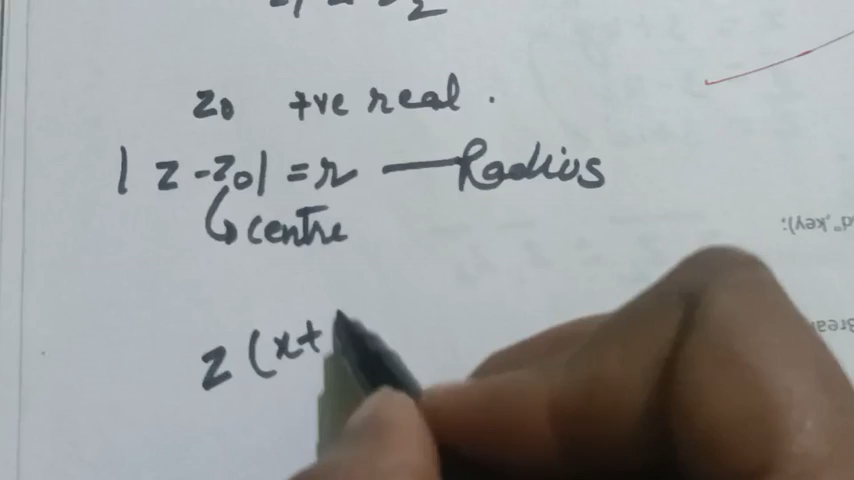 z0 +ve real.
|z-z0| = r — Radius
centre
z (x+